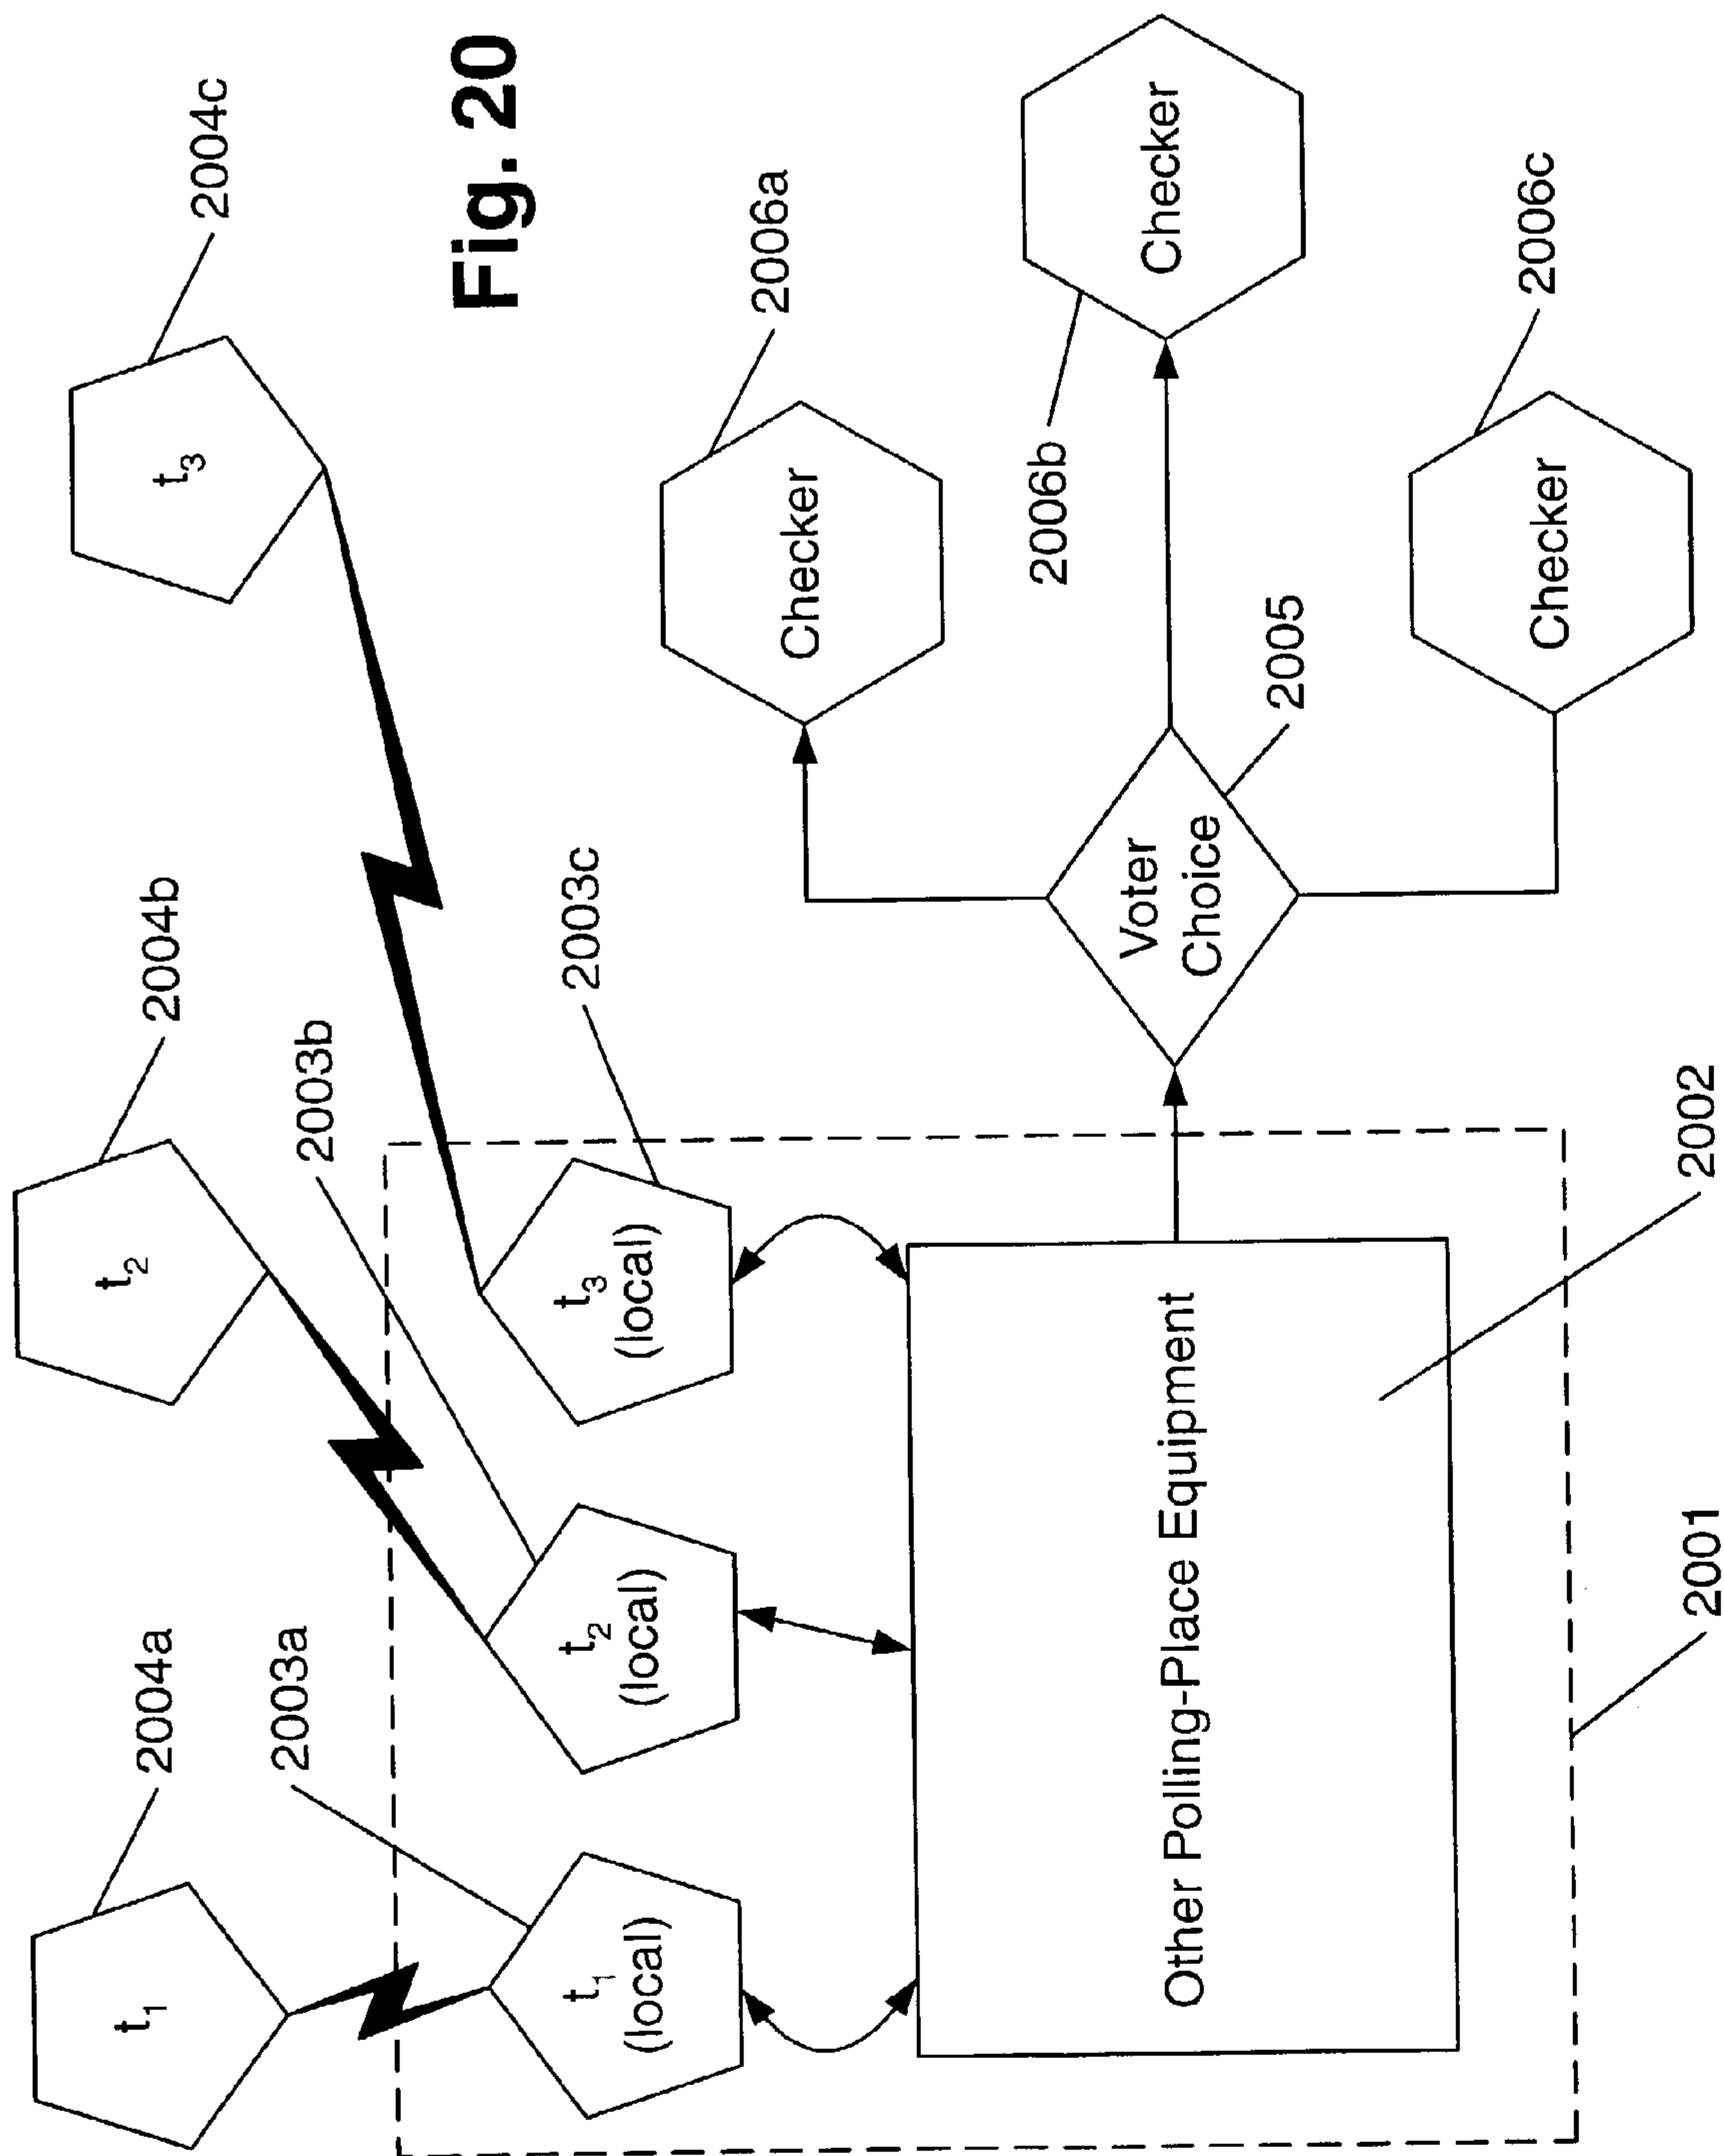 2004a
2004b
2004c
t1
t2
t3
2003a
2003b
Fig. 20
2003c
t1
(local)
t2
(local)
t3
(local)
2006a
Checker
2006b
Checker
Other Polling-Place Equipment
Voter
Choice
2005
2006c
Checker
2001
2002